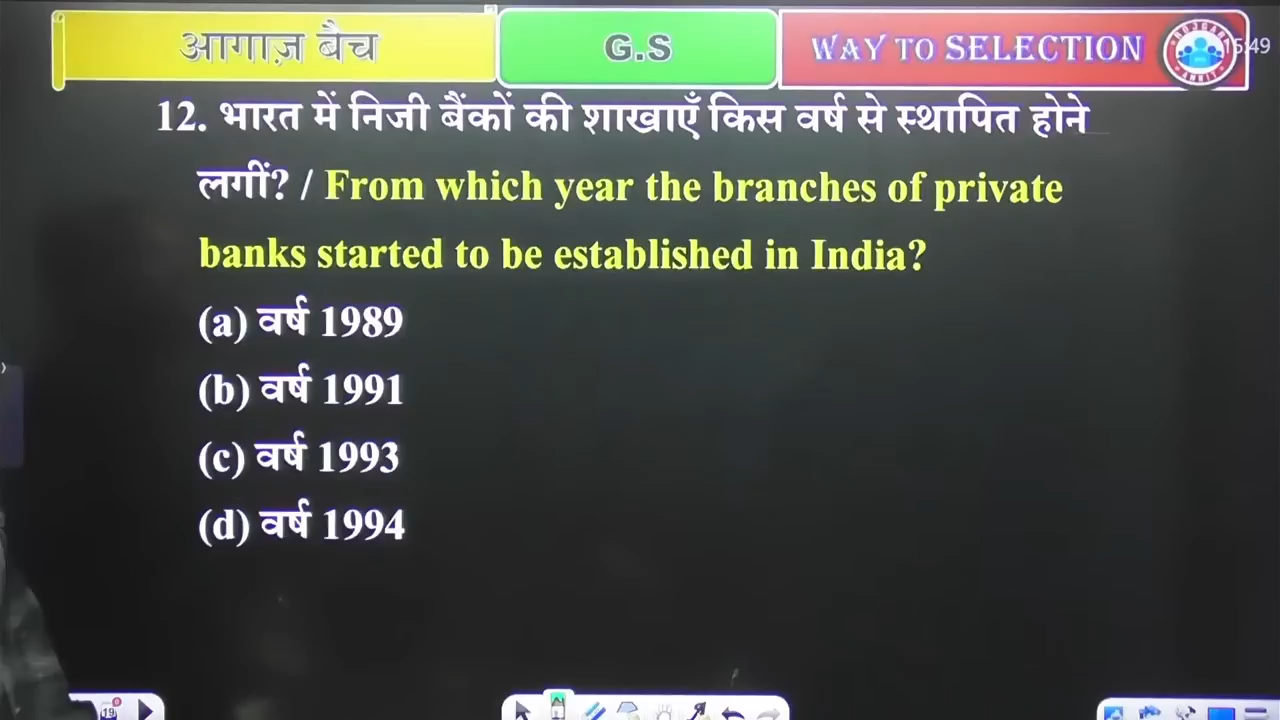 आगाज़ बैच
G.S
WAY TO SELECTION
15:49
12. भारत में निजी बैंकों की शाखाएँ किस वर्ष से स्थापित होने
लगीं? / From which year the branches of private
banks started to be established in India?
(a) वर्ष 1989
(b) वर्ष 1991
(c) वर्ष 1993
(d) वर्ष 1994
19